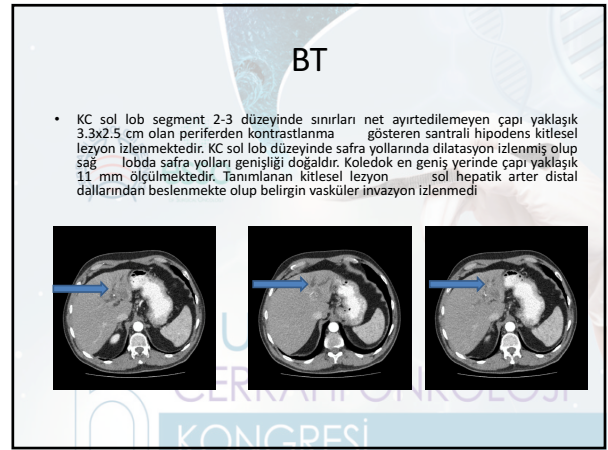 BT
• KC sol lob segment 2-3 düzeyinde sınırları net ayırtedilemeyen çapı yaklaşık
3.3x2.5 cm olan periferden kontrastlanma gösteren santrali hipodens kitlesel
lezyon izlenmektedir. KC sol lob düzeyinde safra yollarında dilatasyon izlenmiş olup
sağ lobda safra yolları genişliği doğaldır. Koledok en geniş yerinde çapı yaklaşık
11 mm ölçülmektedir. Tanımlanan kitlesel lezyon sol hepatik arter distal
dallarından beslenmekte olup belirgin vasküler invazyon izlenmedi
CERRAHİ ONKOLOJİ
KONGRESİ